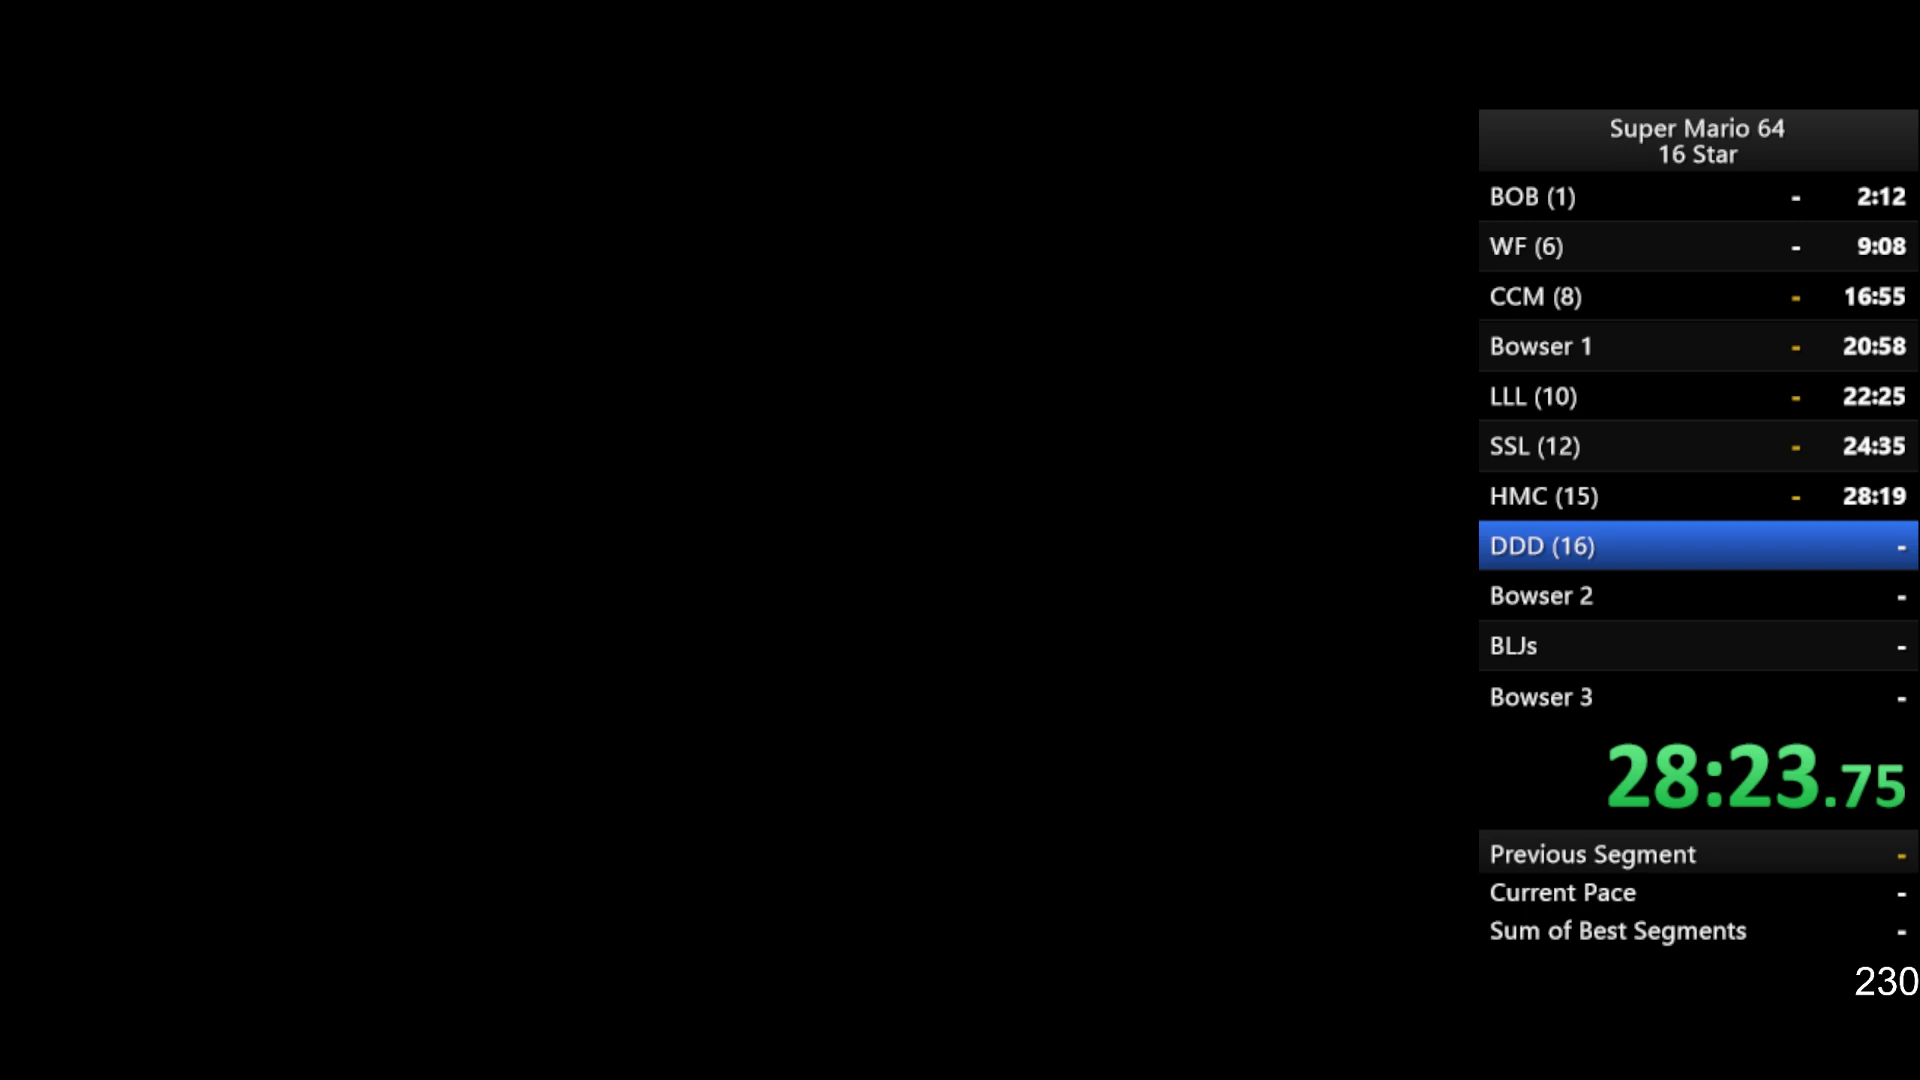 Super Mario 64
16 Star
BOB (1) - 2:12
WF (6) - 9:08
CCM (8) - 16:55
Bowser 1 - 20:58
LLL (10) - 22:25
SSL (12) - 24:35
HMC (15) - 28:19
DDD (16) -
Bowser 2 -
BLJs -
Bowser 3 -
28:23.75
Previous Segment -
Current Pace -
Sum of Best Segments -
230